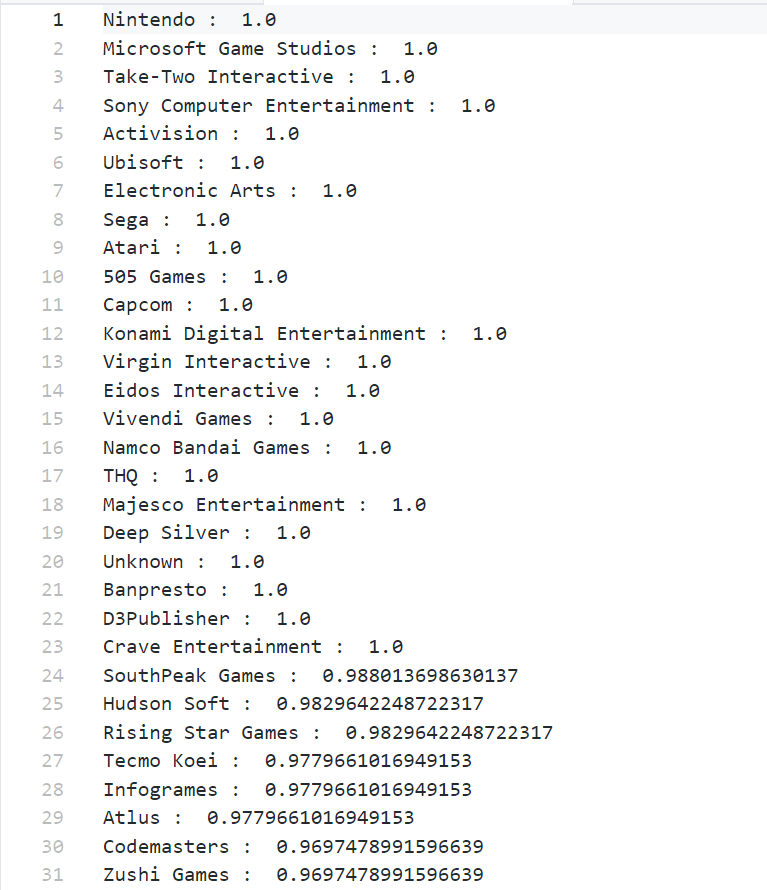 1 Nintendo :  1.0
2 Microsoft Game Studios :  1.0
3 Take-Two Interactive :  1.0
4 Sony Computer Entertainment :  1.0
5 Activision :  1.0
6 Ubisoft :  1.0
7 Electronic Arts :  1.0
8 Sega :  1.0
9 Atari :  1.0
10 505 Games :  1.0
11 Capcom :  1.0
12 Konami Digital Entertainment :  1.0
13 Virgin Interactive :  1.0
14 Eidos Interactive :  1.0
15 Vivendi Games :  1.0
16 Namco Bandai Games :  1.0
17 THQ :  1.0
18 Majesco Entertainment :  1.0
19 Deep Silver :  1.0
20 Unknown :  1.0
21 Banpresto :  1.0
22 D3Publisher :  1.0
23 Crave Entertainment :  1.0
24 SouthPeak Games :  0.988013698630137
25 Hudson Soft :  0.9829642248722317
26 Rising Star Games :  0.9829642248722317
27 Tecmo Koei :  0.9779661016949153
28 Infogrames :  0.9779661016949153
29 Atlus :  0.9779661016949153
30 Codemasters :  0.9697478991596639
31 Zushi Games :  0.9697478991596639